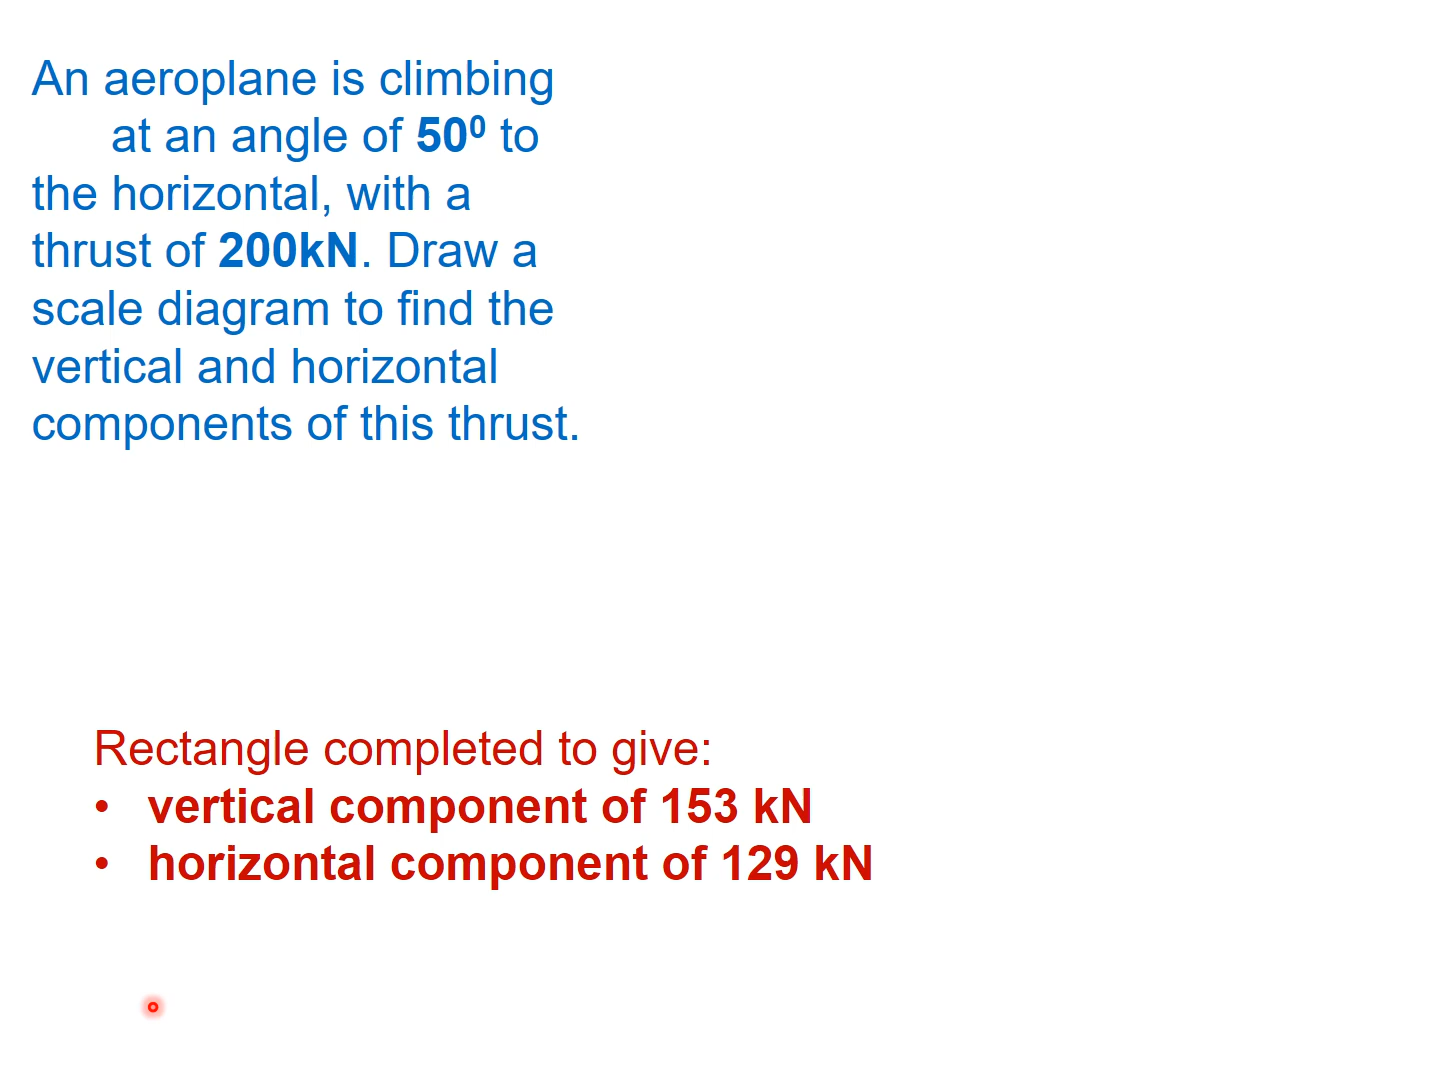 An aeroplane is climbing
at an angle of 50⁰ to
the horizontal, with a
thrust of 200kN. Draw a
scale diagram to find the
vertical and horizontal
components of this thrust.
Rectangle completed to give:
• vertical component of 153 kN
• horizontal component of 129 kN